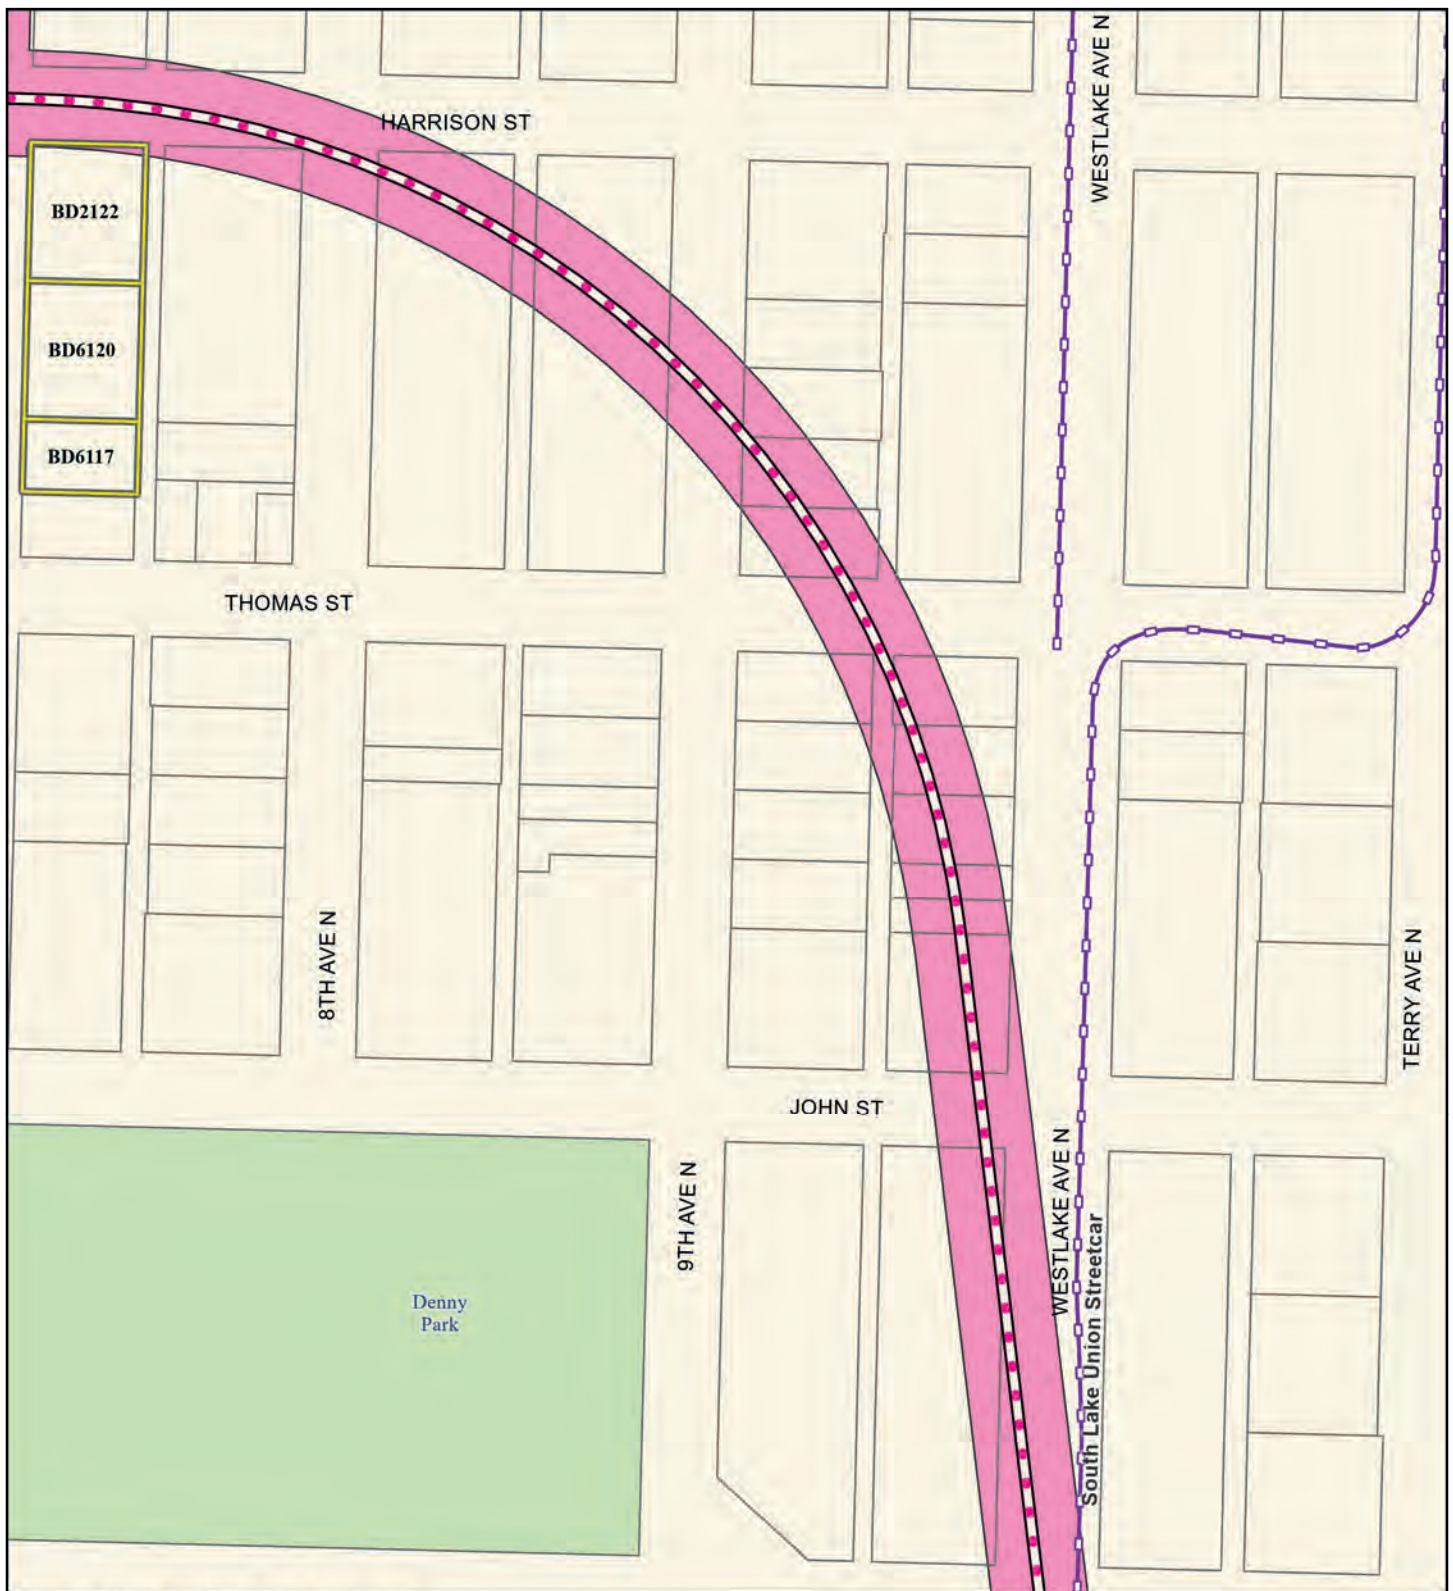 WESTLAKE AVE N
HARRISON ST
BD2122
BD6120
BD6117
THOMAS ST
8TH AVE N
TERRY AVE N
JOHN ST
9TH AVE N
WESTLAKE AVE N
South Lake Union Streetcar
Denny
Park